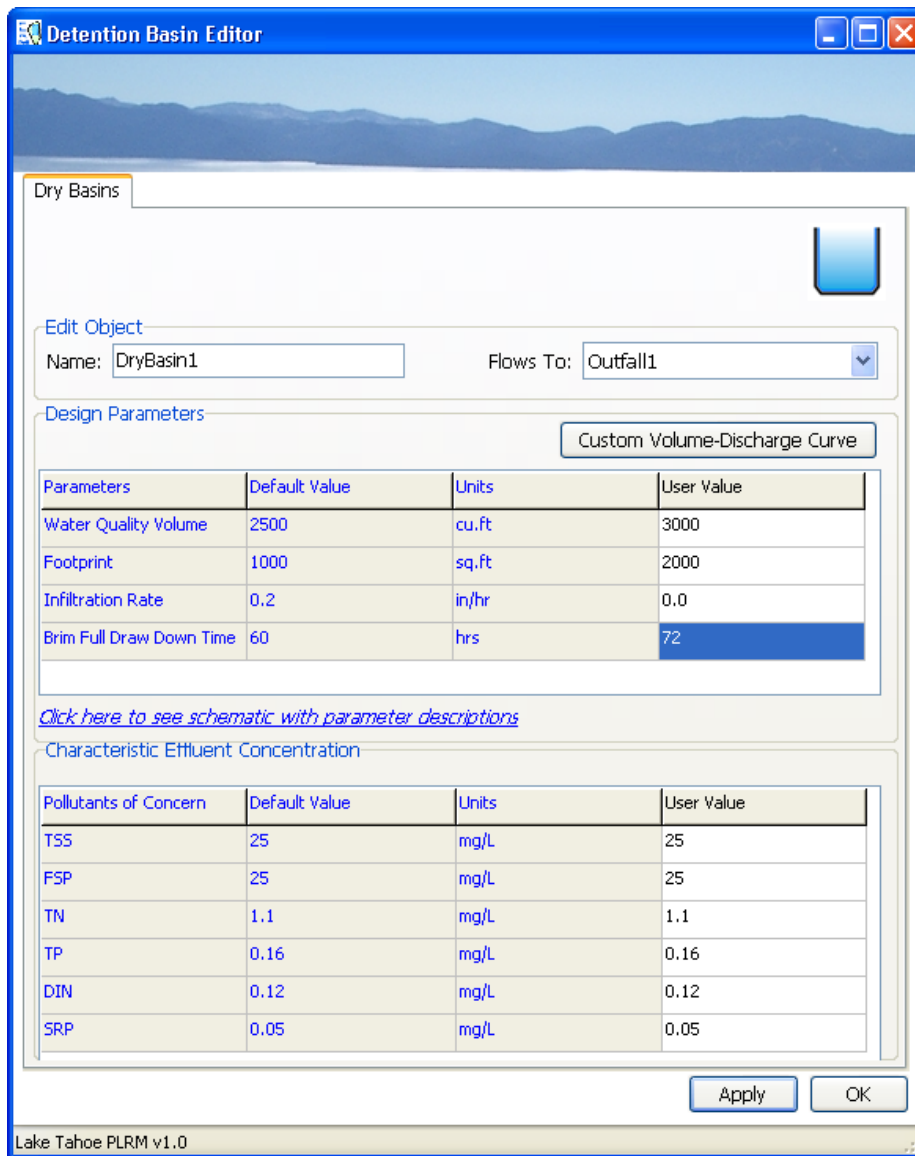 Detention Basin Editor
Dry Basins
Edit Object
Name: DryBasin1 Flows To: Outfall1
Design Parameters
Custom Volume-Discharge Curve
Parameters Default Value Units User Value
Water Quality Volume 2500 cu.ft 3000
Footprint 1000 sq.ft 2000
Infiltration Rate 0.2 in/hr 0.0
Brim Full Draw Down Time 60 hrs 72
Click here to see schematic with parameter descriptions
Characteristic Effluent Concentration
Pollutants of Concern Default Value Units User Value
TSS 25 mg/L 25
FSP 25 mg/L 25
TN 1.1 mg/L 1.1
TP 0.16 mg/L 0.16
DIN 0.12 mg/L 0.12
SRP 0.05 mg/L 0.05
Apply OK
Lake Tahoe PLRM v1.0